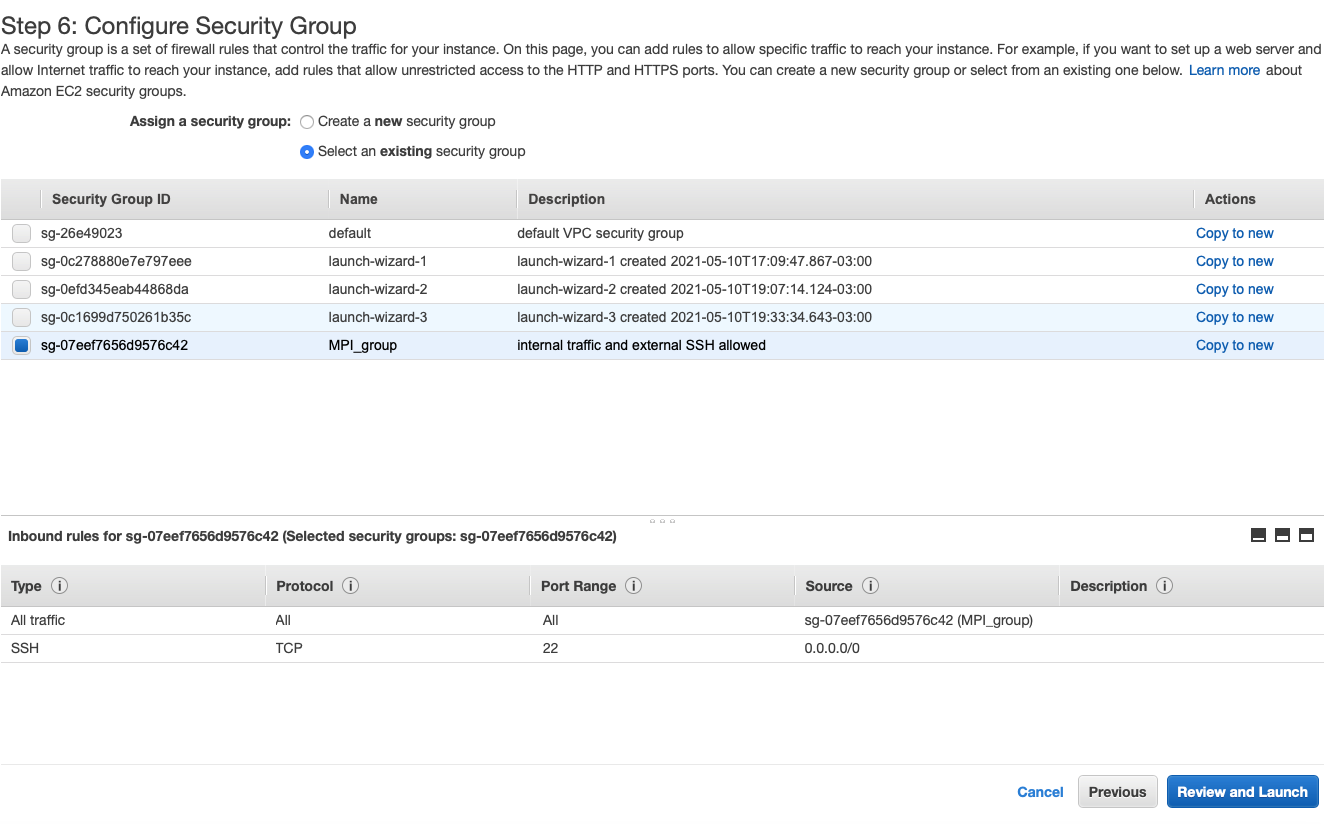 Step 6: Configure Security Group
A security group is a set of firewall rules that control the traffic for your instance. On this page, you can add rules to allow specific traffic to reach your instance. For example, if you want to set up a web server and
allow Internet traffic to reach your instance, add rules that allow unrestricted access to the HTTP and HTTPS ports. You can create a new security group or select from an existing one below. Learn more about
Amazon EC2 security groups.
Assign a security group: Create a new security group
Select an existing security group
Security Group ID Name Description Actions
sg-26e49023 default default VPC security group Copy to new
sg-0c278880e7e797eee launch-wizard-1 launch-wizard-1 created 2021-05-10T17:09:47.867-03:00 Copy to new
sg-0efd345eab44868da launch-wizard-2 launch-wizard-2 created 2021-05-10T19:07:14.124-03:00 Copy to new
sg-0c1699d750261b35c launch-wizard-3 launch-wizard-3 created 2021-05-10T19:33:34.643-03:00 Copy to new
sg-07eef7656d9576c42 MPI_group internal traffic and external SSH allowed Copy to new
Inbound rules for sg-07eef7656d9576c42 (Selected security groups: sg-07eef7656d9576c42)
Type i Protocol i Port Range i Source i Description i
All traffic All All sg-07eef7656d9576c42 (MPI_group)
SSH TCP 22 0.0.0.0/0
Cancel Previous Review and Launch